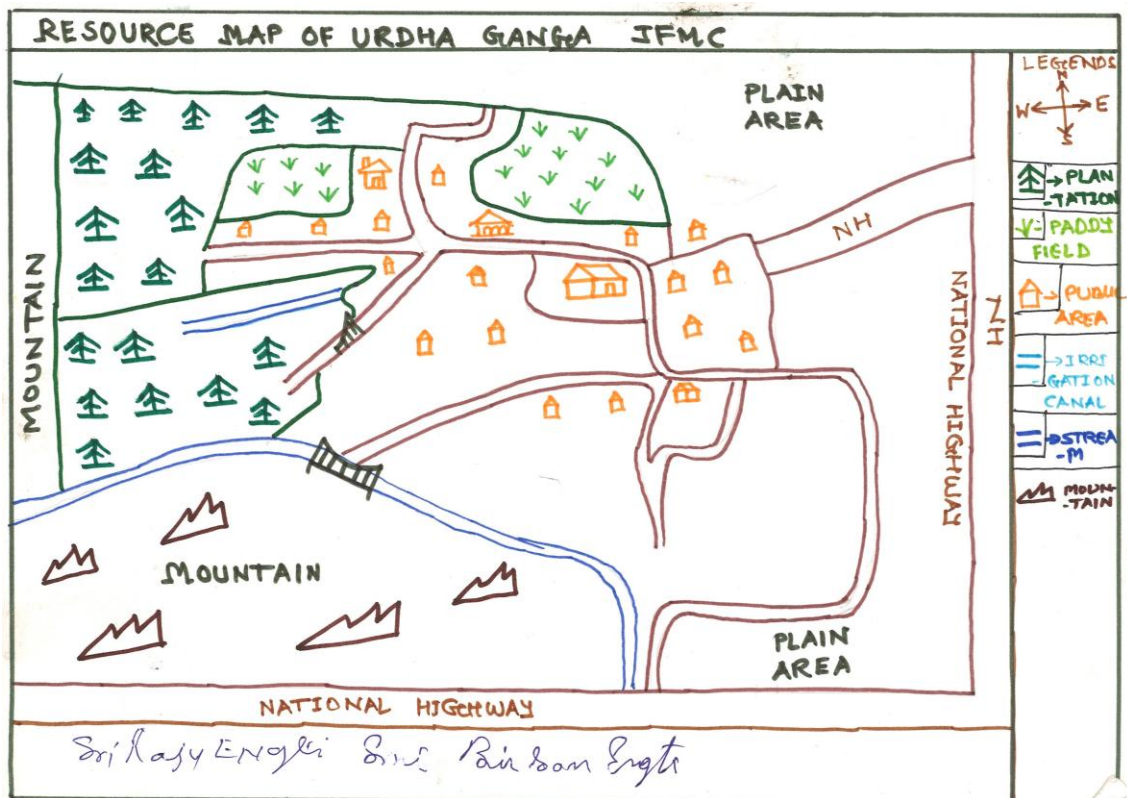 RESOURCE MAP OF URDHA GANGA JFMC
LEGENDS
N
W E
S
PLAN
-TATION
PADDY
FIELD
PUBLIC
AREA
IRRI
-GATION
CANAL
STREA
-M
MOUN-
-TAIN
PLAIN
AREA
NH
NATIONAL HIGHWAY
NH
MOUNTAIN
MOUNTAIN
PLAIN
AREA
NATIONAL HIGHWAY